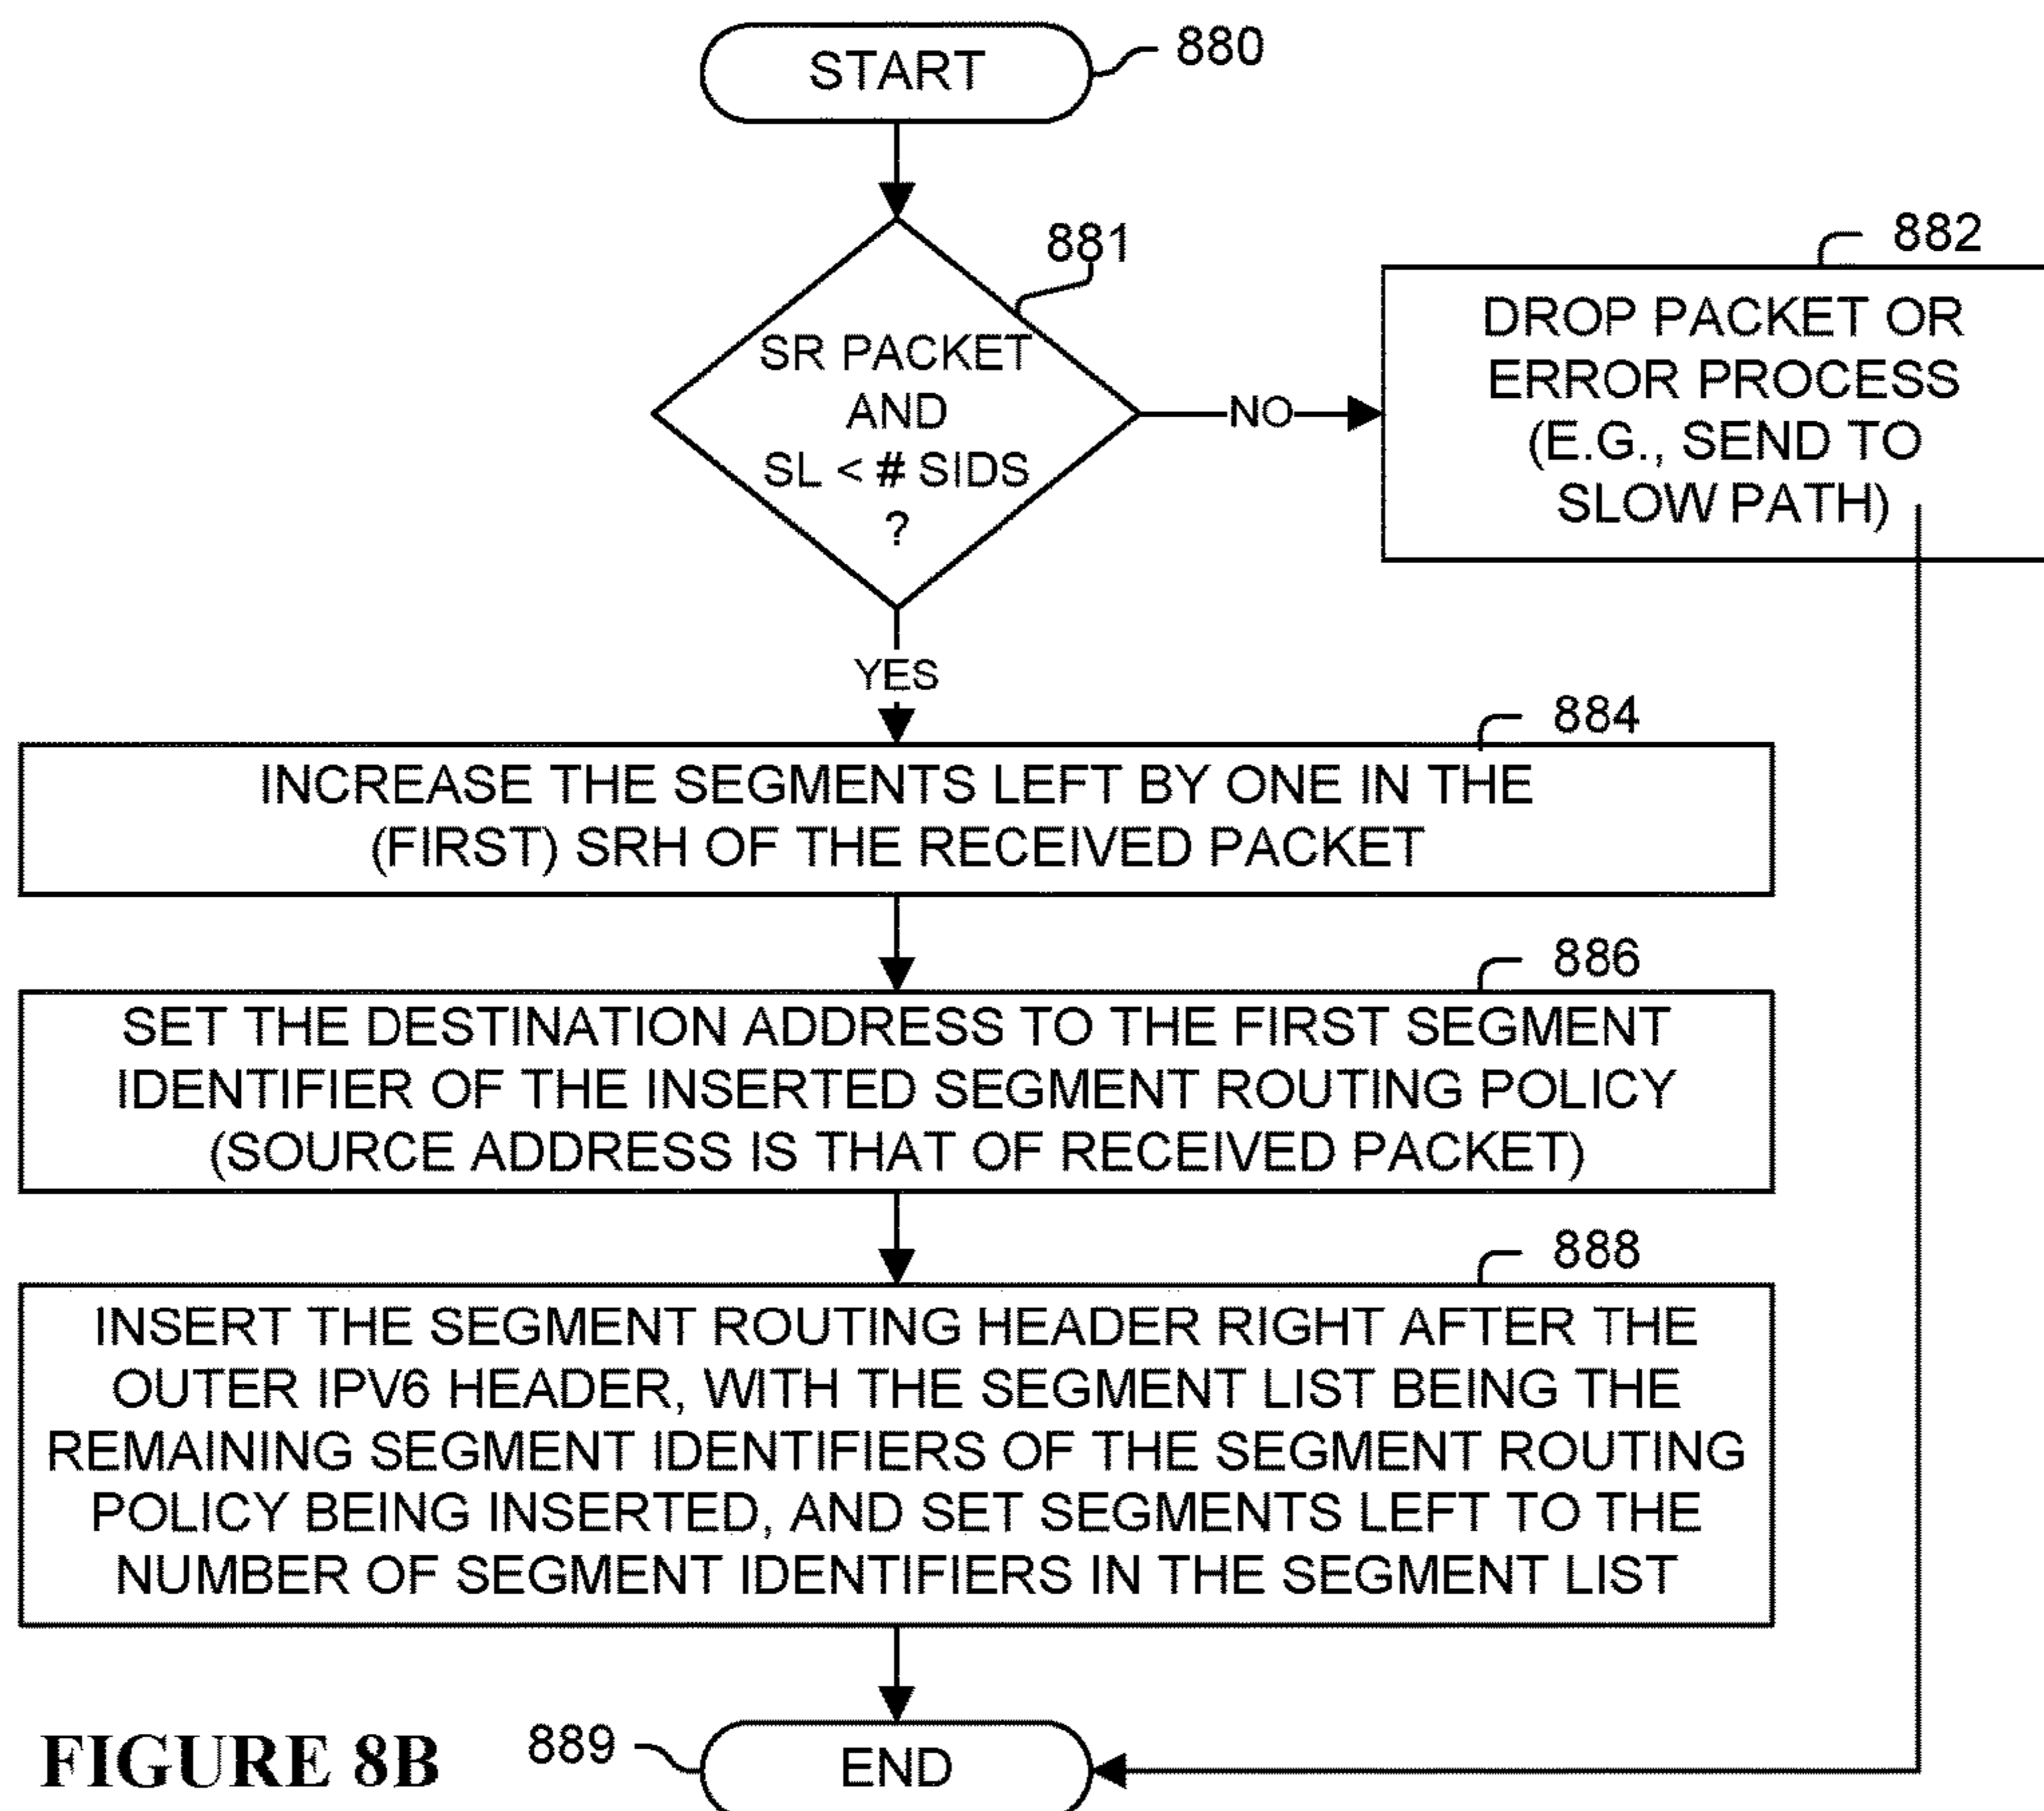 START
880
881
SR PACKET
AND
SL < # SIDS
?
NO
882
DROP PACKET OR
ERROR PROCESS
(E.G., SEND TO
SLOW PATH)
YES
884
INCREASE THE SEGMENTS LEFT BY ONE IN THE
(FIRST) SRH OF THE RECEIVED PACKET
886
SET THE DESTINATION ADDRESS TO THE FIRST SEGMENT
IDENTIFIER OF THE INSERTED SEGMENT ROUTING POLICY
(SOURCE ADDRESS IS THAT OF RECEIVED PACKET)
888
INSERT THE SEGMENT ROUTING HEADER RIGHT AFTER THE
OUTER IPV6 HEADER, WITH THE SEGMENT LIST BEING THE
REMAINING SEGMENT IDENTIFIERS OF THE SEGMENT ROUTING
POLICY BEING INSERTED, AND SET SEGMENTS LEFT TO THE
NUMBER OF SEGMENT IDENTIFIERS IN THE SEGMENT LIST
FIGURE 8B
889
END